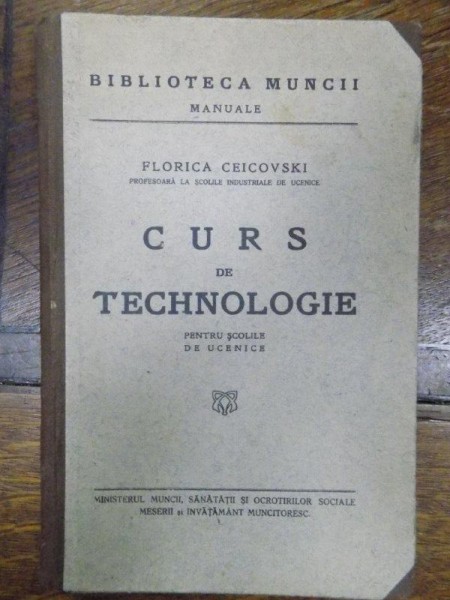 BIBLIOTECA MUNCII
MANUALE
FLORICA CEICOVSKI
PROFESOARĂ LA ȘCOLILE INDUSTRIALE DE UCENICE
CURS
DE
TECHNOLOGIE
PENTRU ȘCOLILE
DE UCENICE
MINISTERUL MUNCII, SĂNĂTĂȚII ȘI OCROTIRILOR SOCIALE
MESERII și INVĂȚĂMÂNT MUNCITORESC.